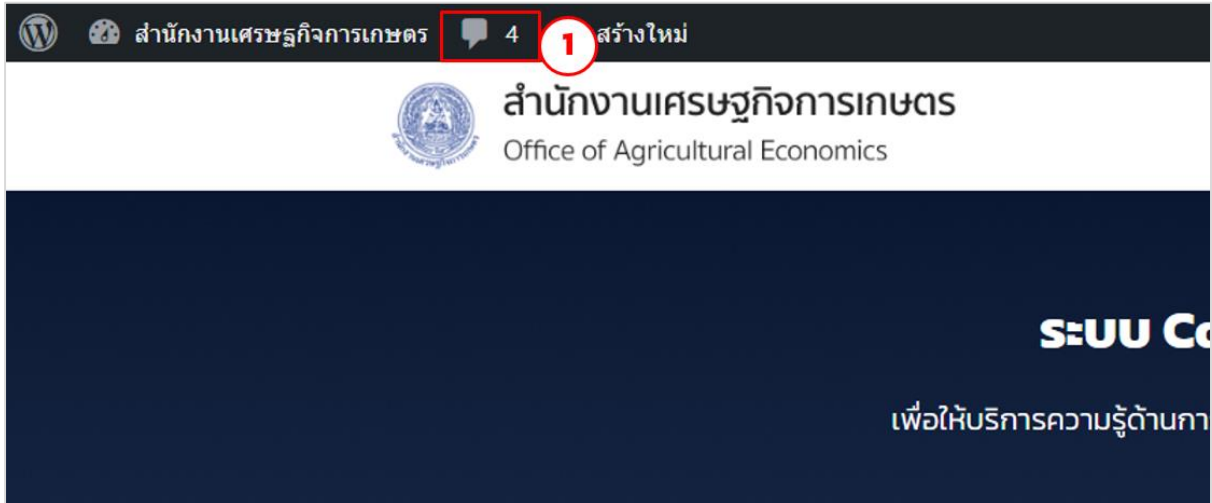 สำนักงานเศรษฐกิจการเกษตร 4 1 สร้างใหม่
สำนักงานเศรษฐกิจการเกษตร
Office of Agricultural Economics
ระบบ
เพื่อให้บริการความรู้ด้าน